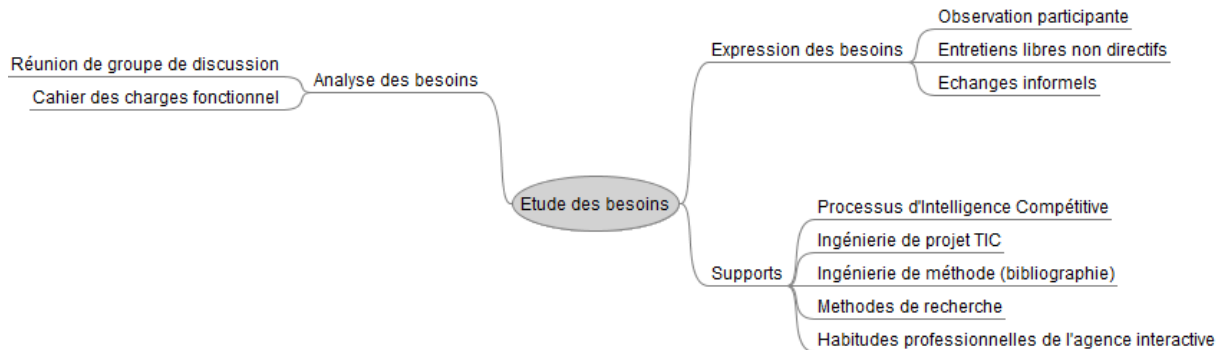 Observation participante
Expression des besoins
Entretiens libres non directifs
Echanges informels
Réunion de groupe de discussion
Analyse des besoins
Cahier des charges fonctionnel
Etude des besoins
Processus d'Intelligence Compétitive
Ingénierie de projet TIC
Supports
Ingénierie de méthode (bibliographie)
Methodes de recherche
Habitudes professionnelles de l'agence interactive